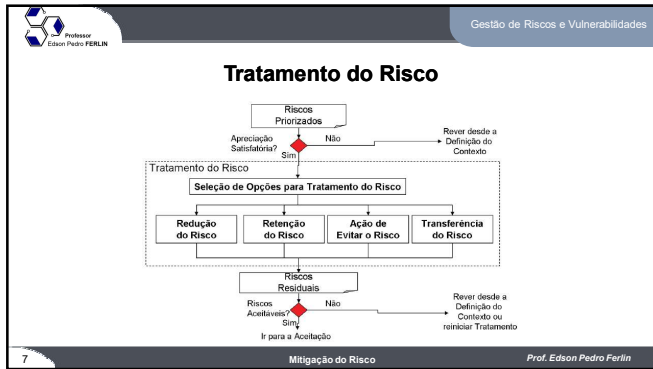 Professor
Edson Pedro FERLIN
Gestão de Riscos e Vulnerabilidades
Tratamento do Risco
Riscos
Priorizados
Apreciação
Satisfatória?
Não
Sim
Rever desde a
Definição do
Contexto
Tratamento do Risco
Seleção de Opções para Tratamento do Risco
Redução
do Risco
Retenção
do Risco
Ação de
Evitar o Risco
Transferência
do Risco
Riscos
Residuais
Riscos
Aceitáveis?
Não
Sim
Rever desde a
Definição do
Contexto ou
reiniciar Tratamento
Ir para a Aceitação
7
Mitigação do Risco
Prof. Edson Pedro Ferlin